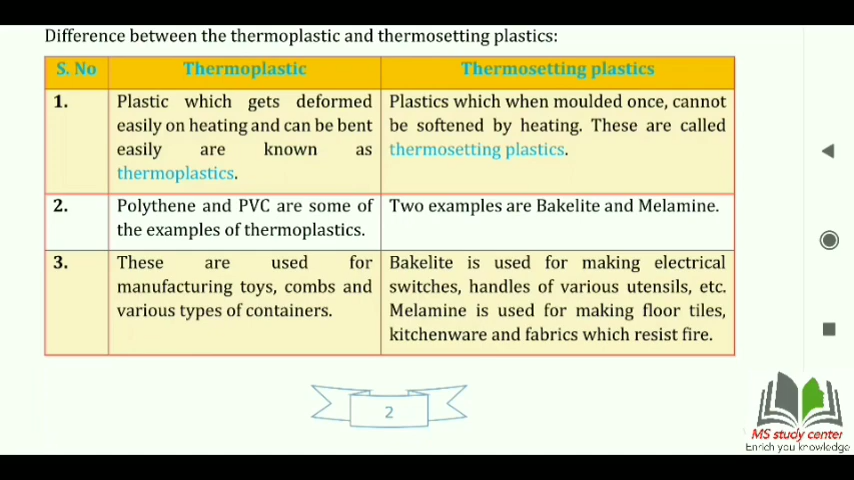 Difference between the thermoplastic and thermosetting plastics:
S. No Thermoplastic Thermosetting plastics
1.
Plastic which gets deformed
easily on heating and can be bent
easily are known as
thermoplastics.
Plastics which when moulded once, cannot
be softened by heating. These are called
thermosetting plastics.
2.
Polythene and PVC are some of
the examples of thermoplastics.
Two examples are Bakelite and Melamine.
3.
These are used for
manufacturing toys, combs and
various types of containers.
Bakelite is used for making electrical
switches, handles of various utensils, etc.
Melamine is used for making floor tiles,
kitchenware and fabrics which resist fire.
2
MS study center
Enrich you knowledge